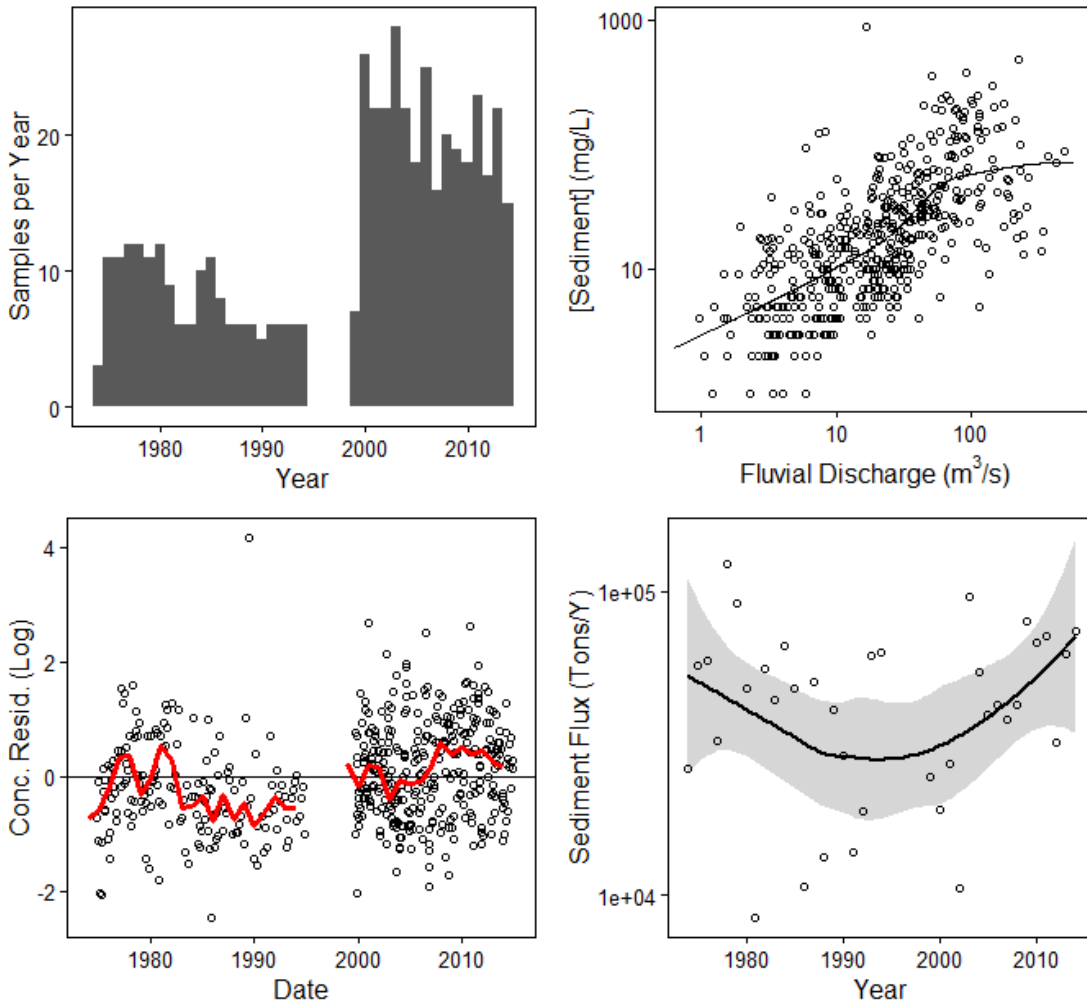 Samples per Year
20
10
0
1980 1990 2000 2010
Year
[Sediment] (mg/L)
1000
10
1 10 100
Fluvial Discharge (m³/s)
Conc. Resid. (Log)
4
2
0
-2
1980 1990 2000 2010
Date
Sediment Flux (Tons/Y)
1e+05
1e+04
1980 1990 2000 2010
Year